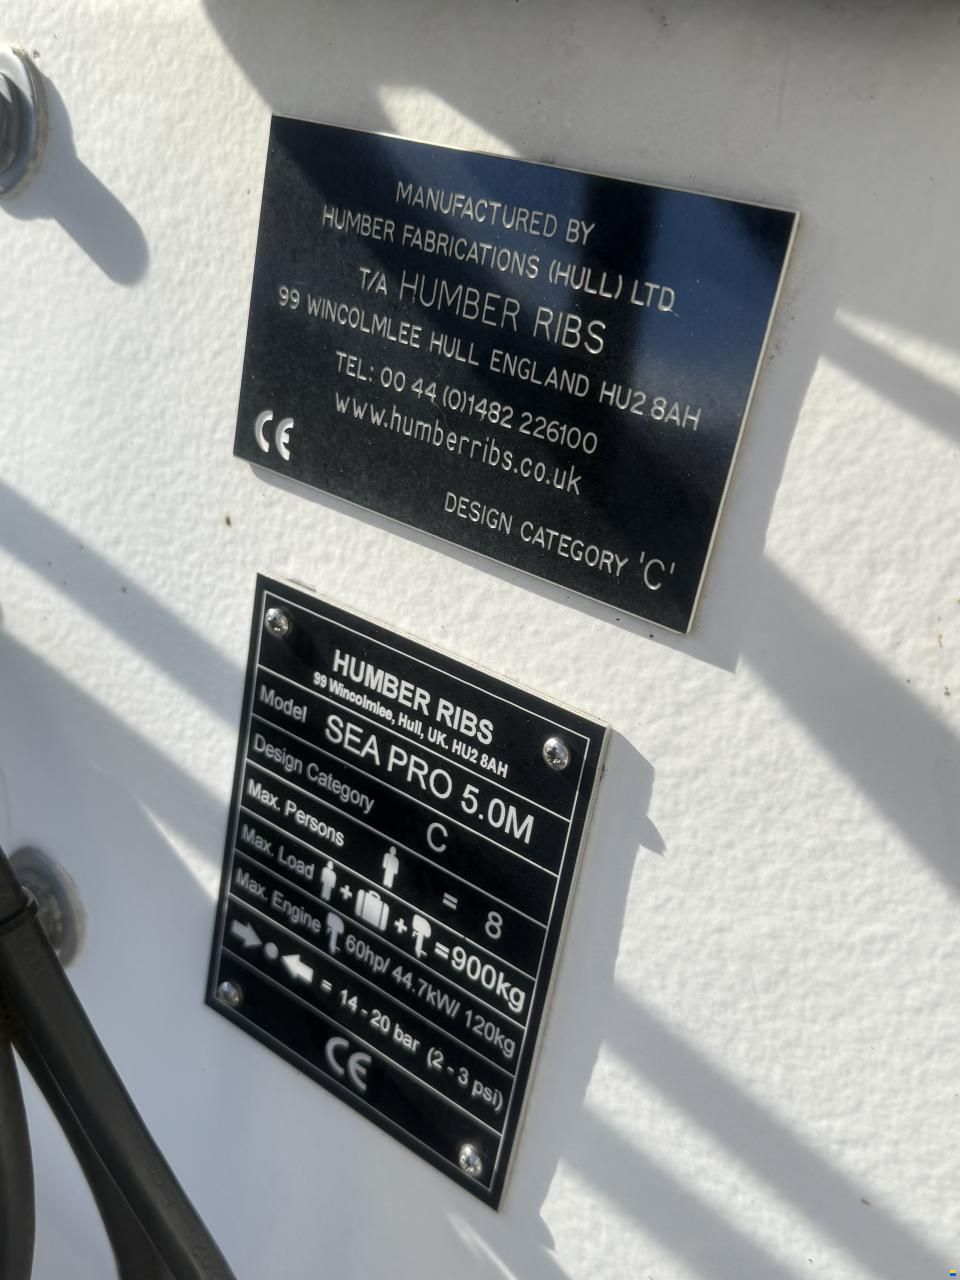 MANUFACTURED BY
HUMBER FABRICATIONS (HULL) LTD
T/A HUMBER RIBS
99 WINCOLMLEE HULL ENGLAND HU2 8AH
TEL: 00 44 (0)1482 226100
www.humberribs.co.uk
CE
DESIGN CATEGORY 'C'
HUMBER RIBS
99 Wincolmlee, Hull, UK. HU2 8AH
Model SEA PRO 5.0M
Design Category C
Max. Persons = 8
Max. Load + + =900kg
Max. Engine 60hp/ 44.7kW/ 120kg
= 14 - 20 bar (2 - 3 psi)
CE